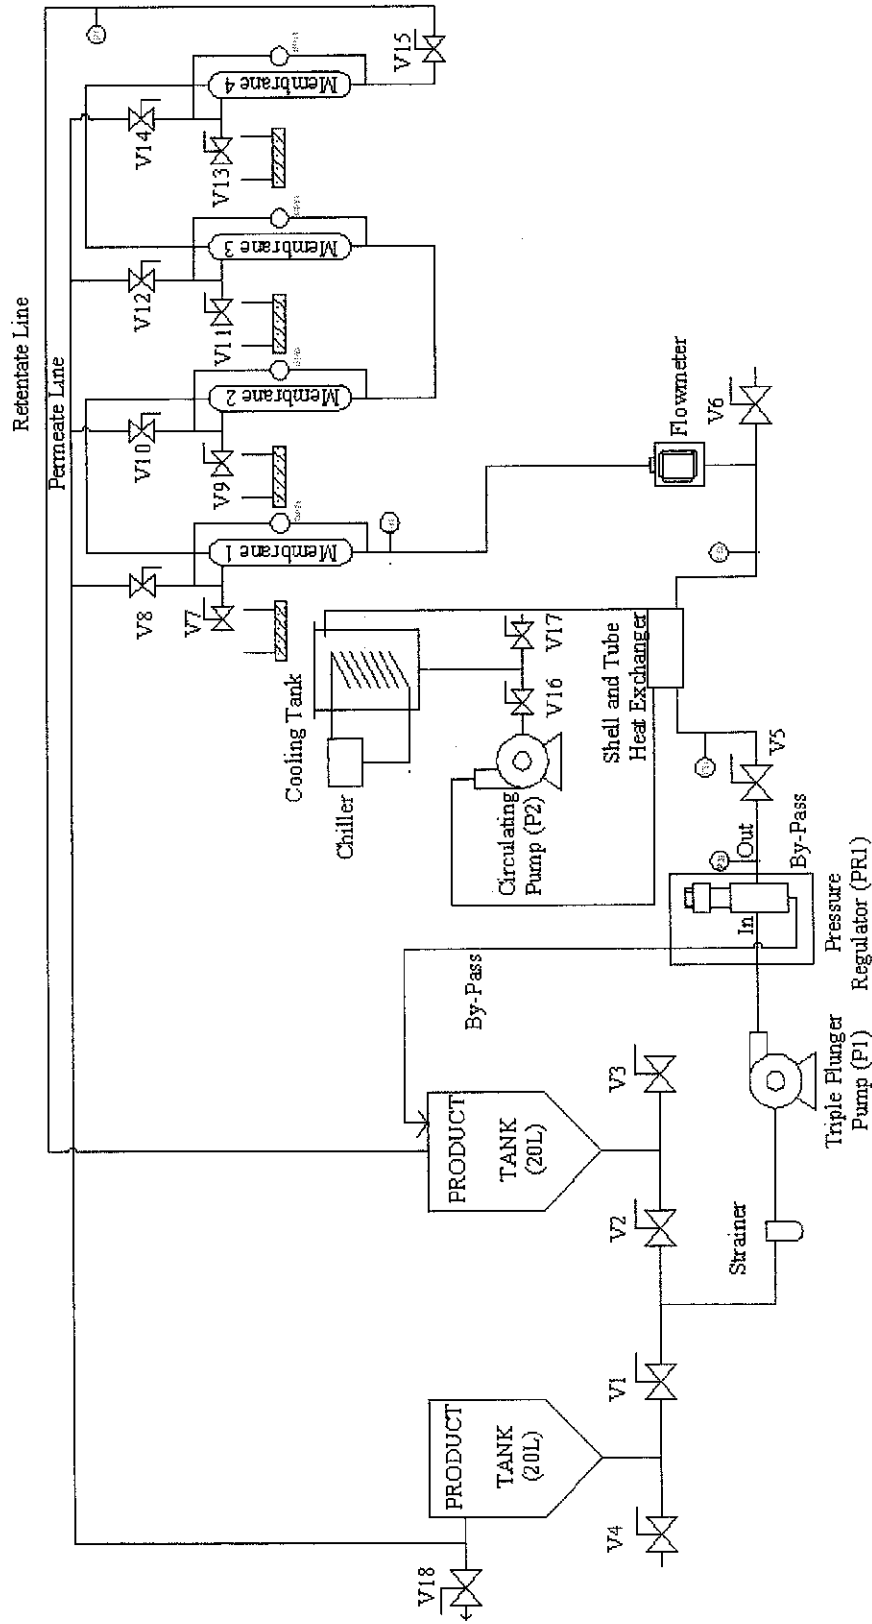 Retentate Line
Permeate Line
V14
V12
V10
V8
V15
Membrane 4
V13
Membrane 3
V11
Membrane 2
V9
Membrane 1
V7
Cooling Tank
Chiller
Circulating
Pump (P2)
V16
V17
Shell and Tube
Heat Exchanger
Flowmeter
V6
V5
By-Pass
Out
In
Pressure
Regulator (PR1)
By-Pass
Triple Plunger
Pump (P1)
Strainer
PRODUCT
TANK
(20L)
V3
V2
V1
PRODUCT
TANK
(20L)
V4
V18